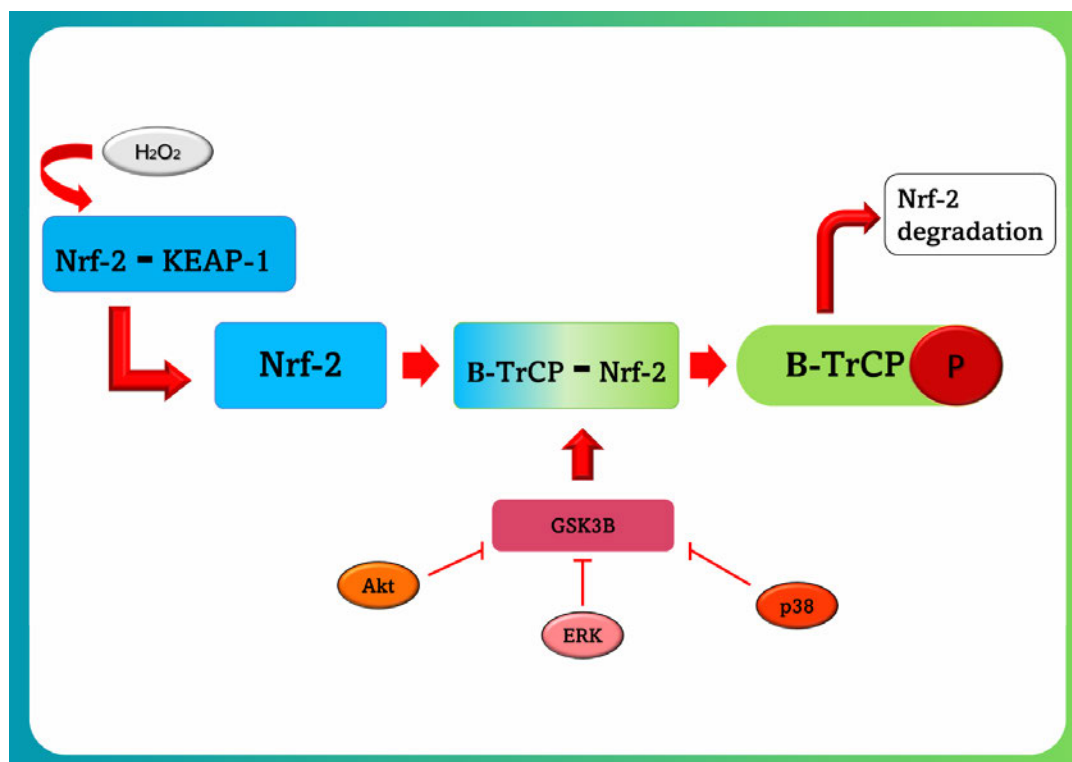 H₂O₂
Nrf-2
degradation
Nrf-2 - KEAP-1
Nrf-2
B-TrCP - Nrf-2
B-TrCP P
GSK3B
Akt
ERK
p38